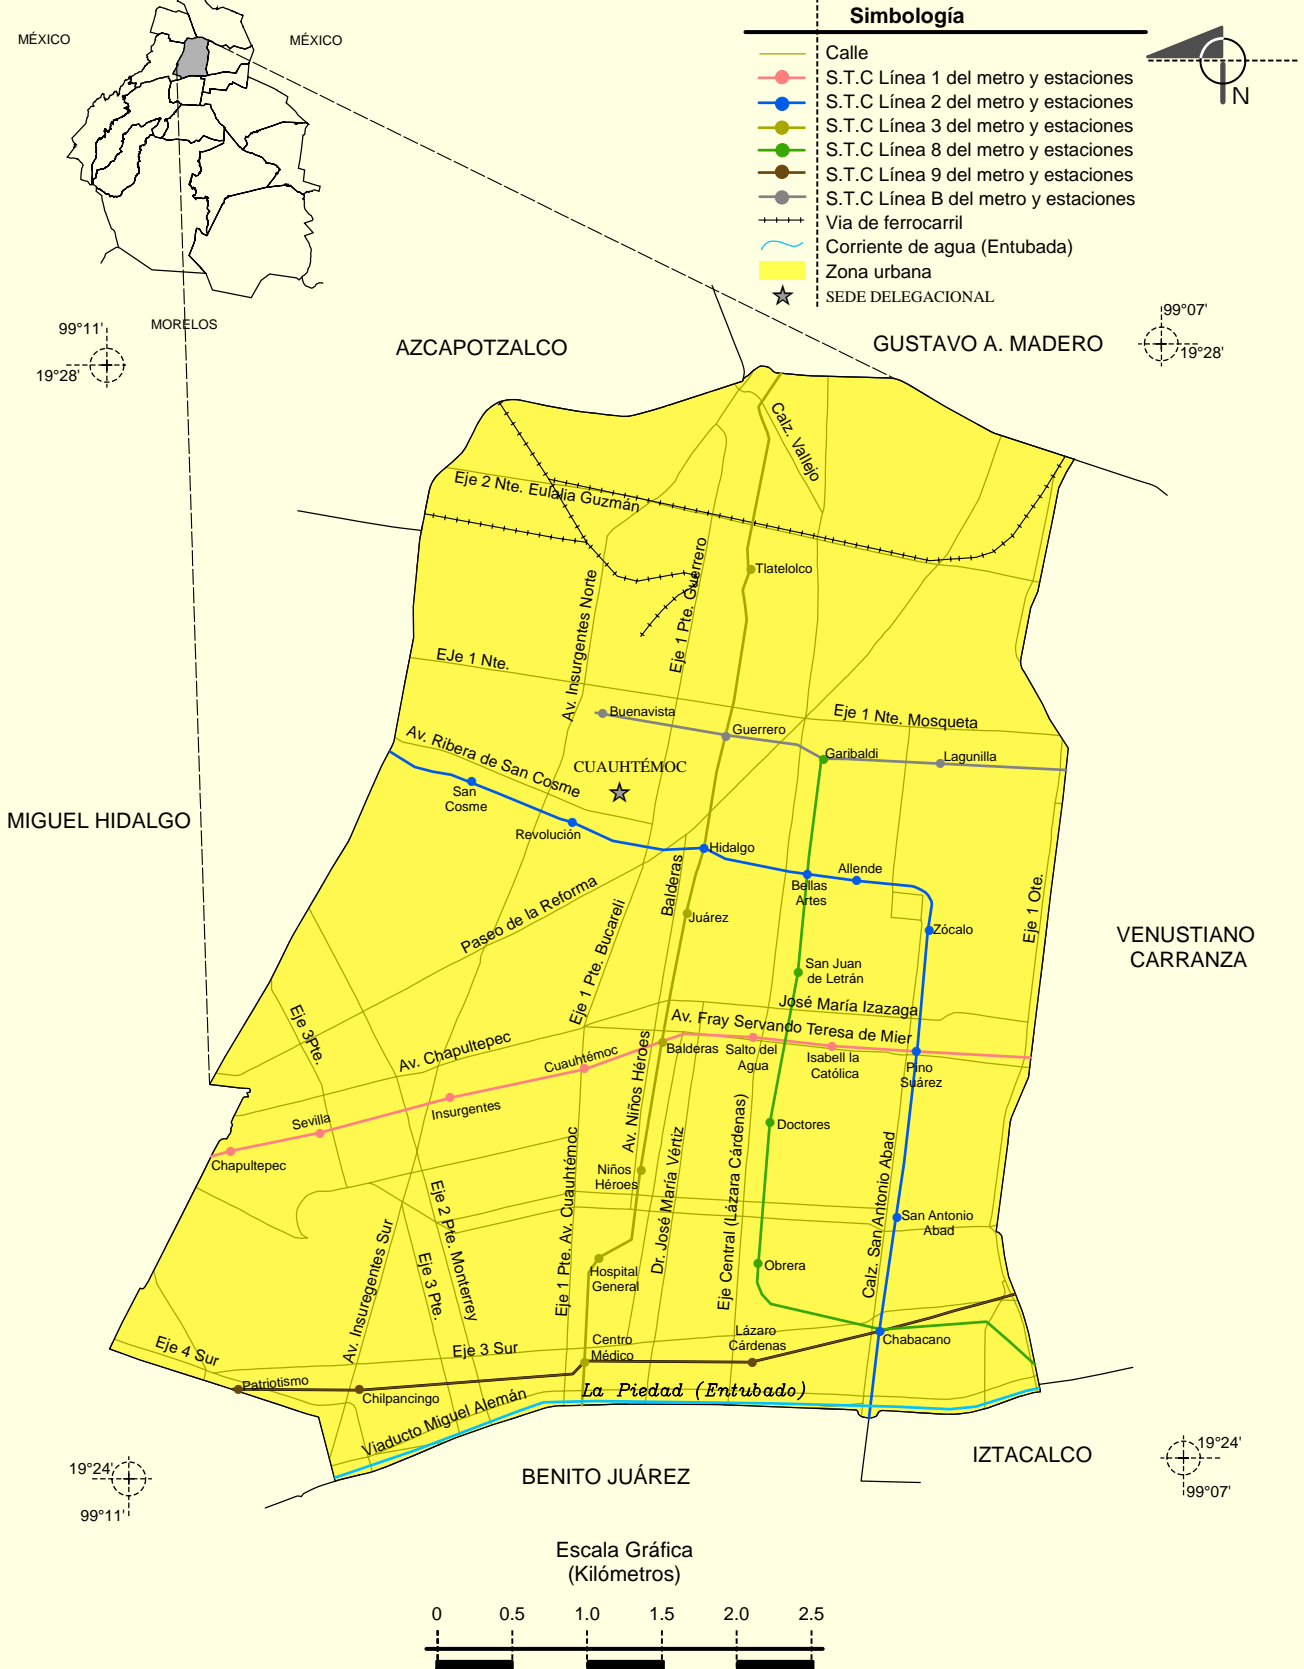 Simbología
Calle
S.T.C Línea 1 del metro y estaciones
S.T.C Línea 2 del metro y estaciones
S.T.C Línea 3 del metro y estaciones
S.T.C Línea 8 del metro y estaciones
S.T.C Línea 9 del metro y estaciones
S.T.C Línea B del metro y estaciones
Via de ferrocarril
Corriente de agua (Entubada)
Zona urbana
SEDE DELEGACIONAL
N
MÉXICO
MÉXICO
MORELOS
99°11'
19°28'
99°07'
19°28'
AZCAPOTZALCO
GUSTAVO A. MADERO
Calz. Vallejo
Eje 2 Nte. Eulalia Guzmán
Tlatelolco
Av. Insurgentes Norte
Eje 1 Pte. Guerrero
EJe 1 Nte.
Buenavista
Guerrero
Eje 1 Nte. Mosqueta
Garibaldi
Lagunilla
Av. Ribera de San Cosme
CUAUHTÉMOC
San
Cosme
Revolución
MIGUEL HIDALGO
Hidalgo
Bellas
Artes
Allende
Zócalo
Balderas
Juárez
Paseo de la Reforma
Eje 1 Pte. Bucareli
Eje 1 Ote.
VENUSTIANO
CARRANZA
San Juan
de Letrán
José María Izazaga
Av. Fray Servando Teresa de Mier
Eje 3Pte.
Av. Chapultepec
Cuauhtémoc
Balderas
Salto del
Agua
Isabell la
Católica
Pino
Suárez
Insurgentes
Sevilla
Chapultepec
Av. Niños Héroes
Doctores
Niños
Héroes
Dr. José María Vértiz
Eje Central (Lázara Cárdenas)
Calz. San Antonio Abad
San Antonio
Abad
Eje 1 Pte. Av. Cuauhtémoc
Eje 2 Pte. Monterrey
Eje 3 Pte.
Av. Insuregentes Sur
Hospital
General
Obrera
Eje 4 Sur
Eje 3 Sur
Centro
Médico
Lázaro
Cárdenas
Chabacano
Patriotismo
Chilpancingo
La Piedad (Entubado)
Viaducto Miguel Alemán
BENITO JUÁREZ
IZTACALCO
19°24'
99°11'
19°24'
99°07'
Escala Gráfica
(Kilómetros)
0 0.5 1.0 1.5 2.0 2.5